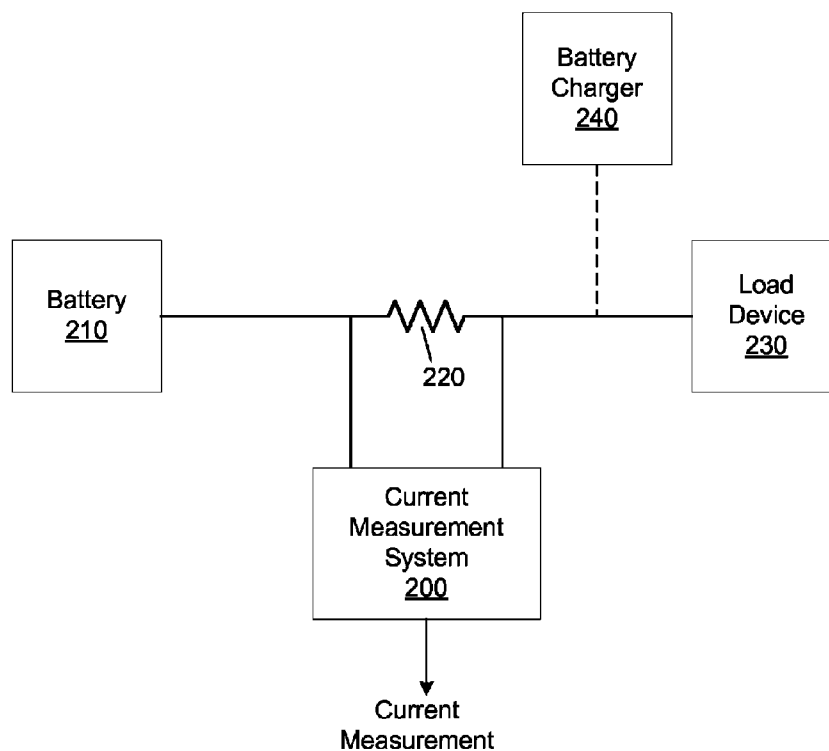 Battery
Charger
240
Battery
210
Load
Device
230
220
Current
Measurement
System
200
Current
Measurement